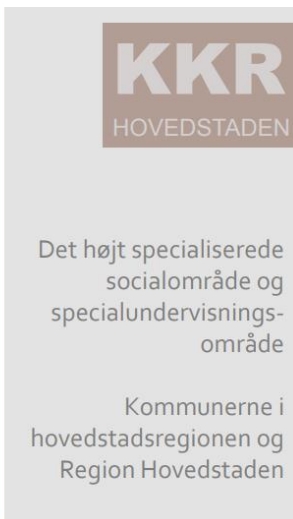 KKR
HOVEDSTADEN
Det højt specialiserede
socialområde og
specialundervisnings-
område
Kommunerne i
hovedstadsregionen og
Region Hovedstaden